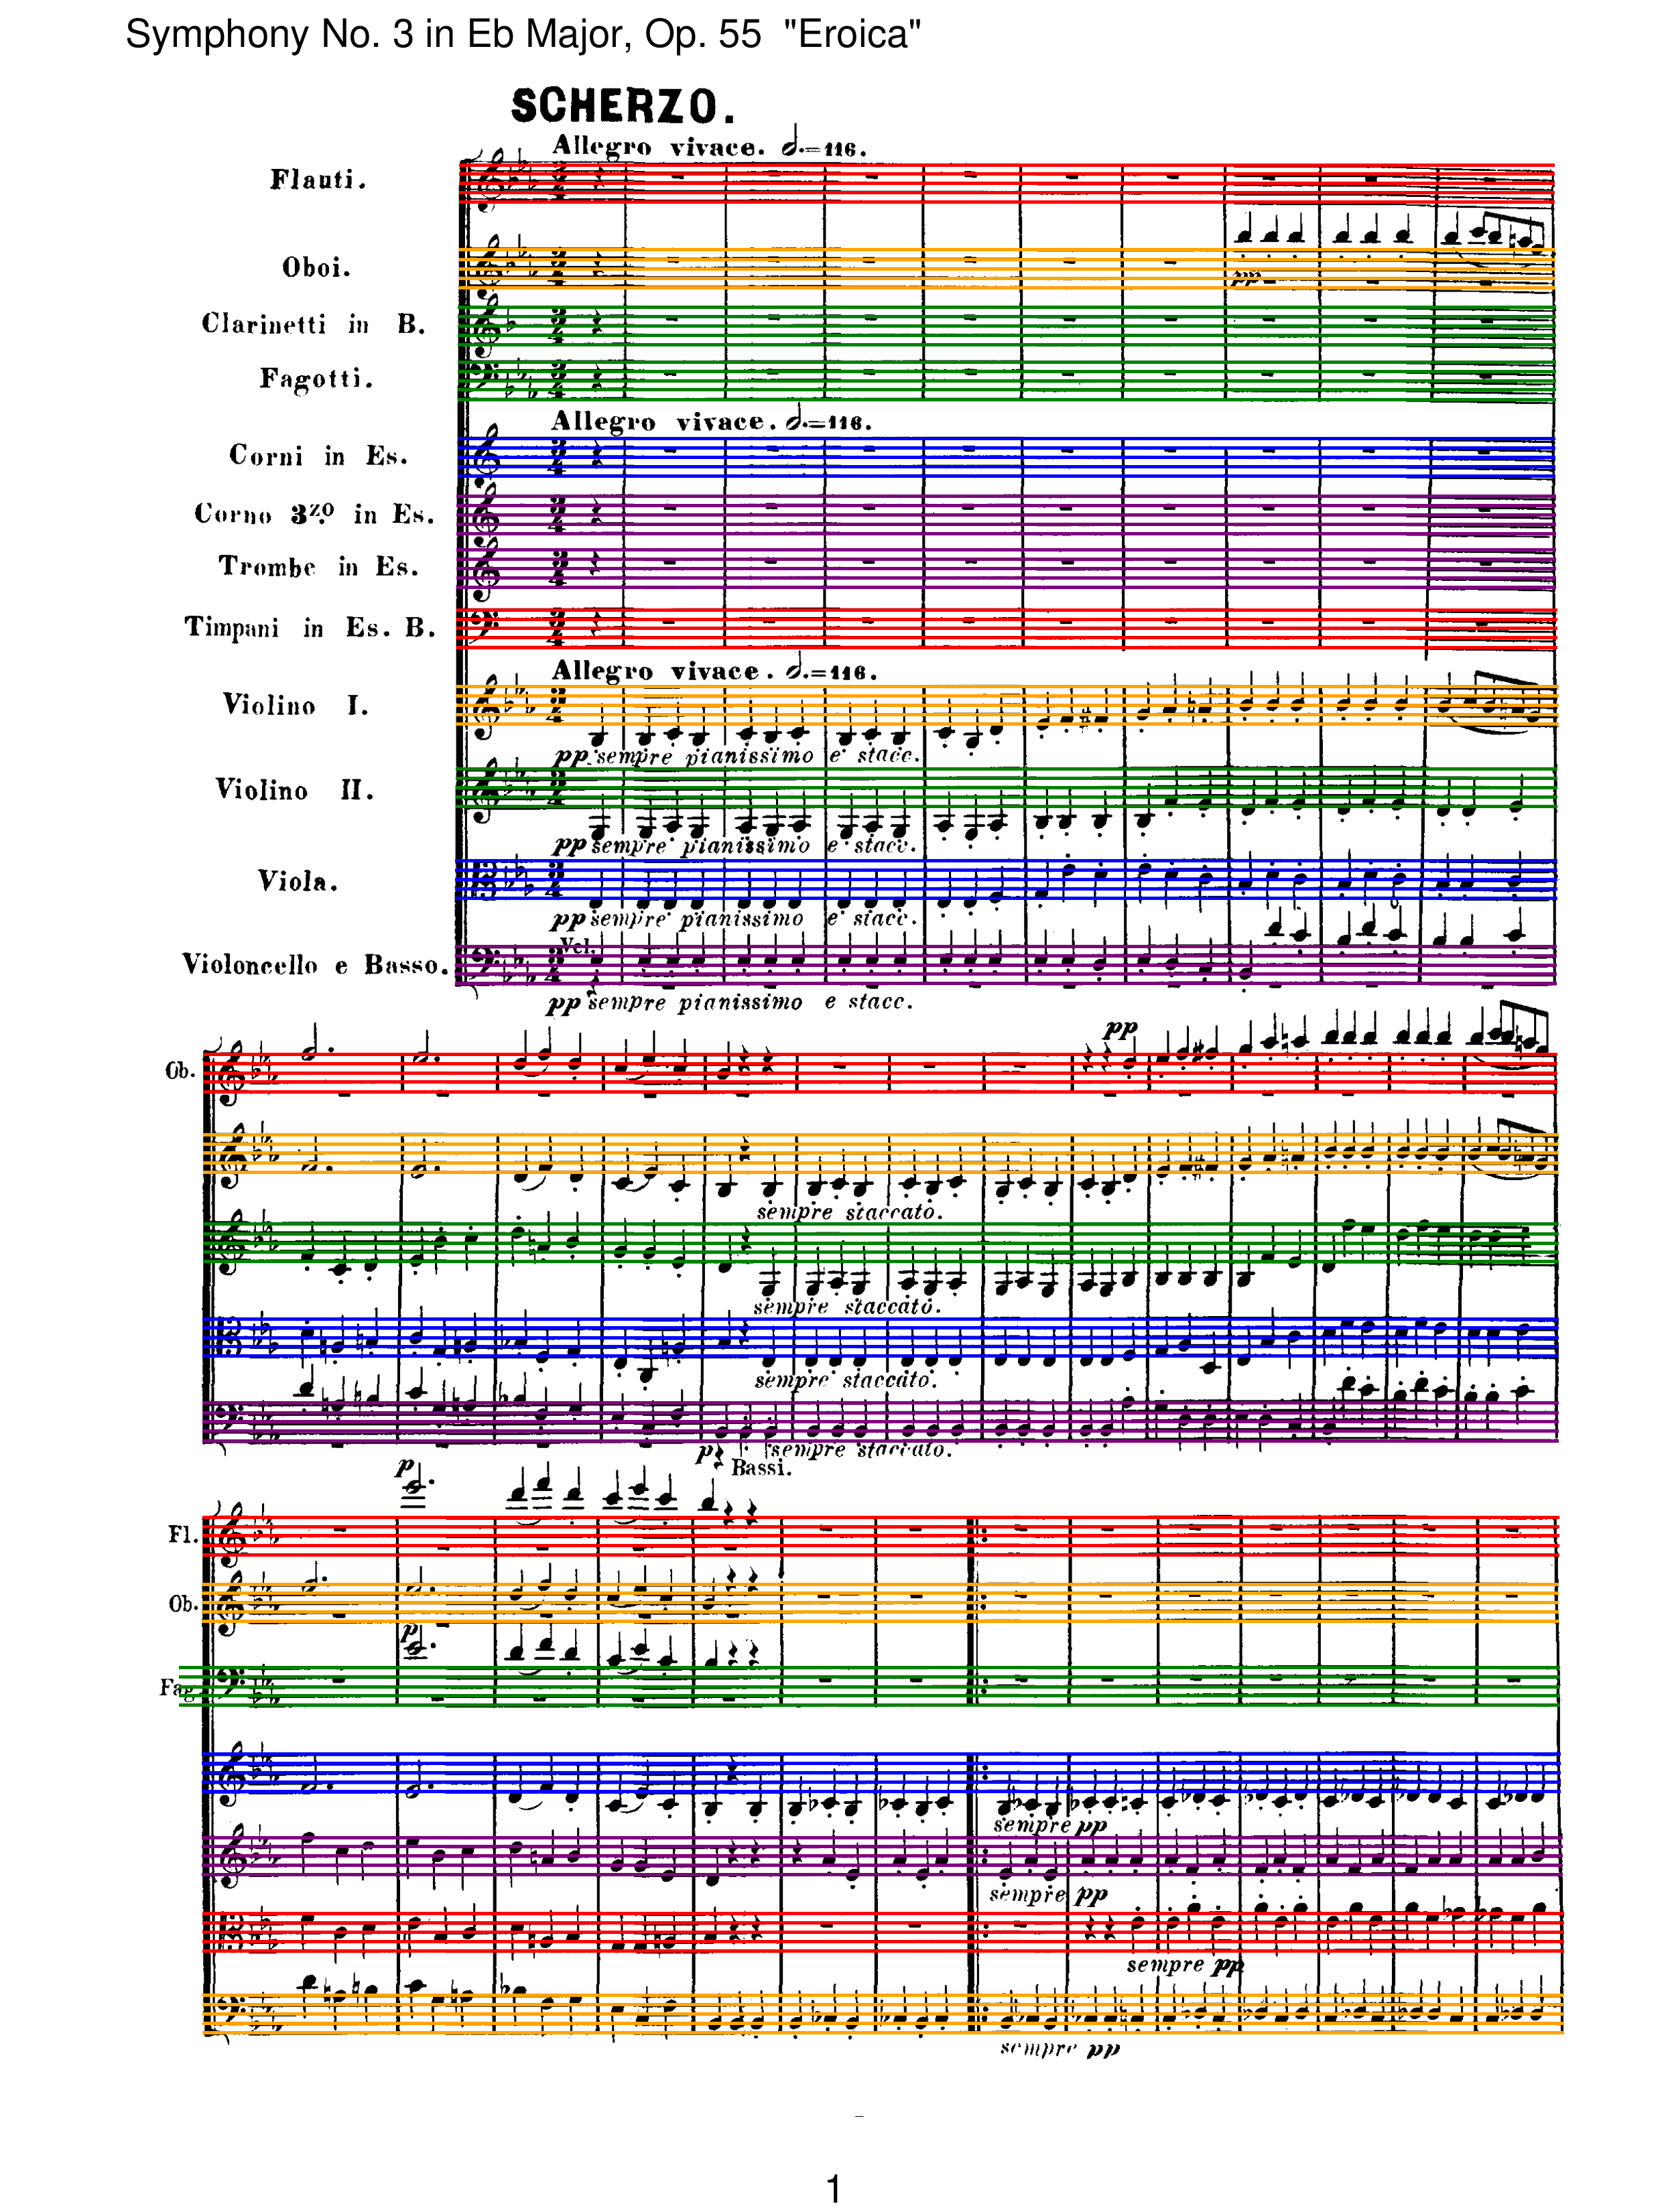 Symphony No. 3 in Eb Major, Op. 55 "Eroica"
SCHERZO.
Allegro vivace. 𝅗𝅥.=116.
Flauti.
Oboi.
pp
Clarinetti in B.
Fagotti.
Allegro vivace. 𝅗𝅥.=116.
Corni in Es.
Corno 3zo. in Es.
Trombe in Es.
Timpani in Es. B.
Allegro vivace. 𝅗𝅥.=116.
Violino I.
pp sempre pianissimo e stacc.
Violino II.
pp sempre pianissimo e stacc.
Viola.
pp sempre pianissimo e stacc.
Vcl.
Violoncello e Basso.
pp sempre pianissimo e stacc.
pp
Ob.
sempre staccato.
sempre staccato.
sempre staccato.
p sempre staccato.
Bassi.
p
Fl.
Ob.
p
Fag
sempre pp
sempre pp
sempre pp
sempre pp
1